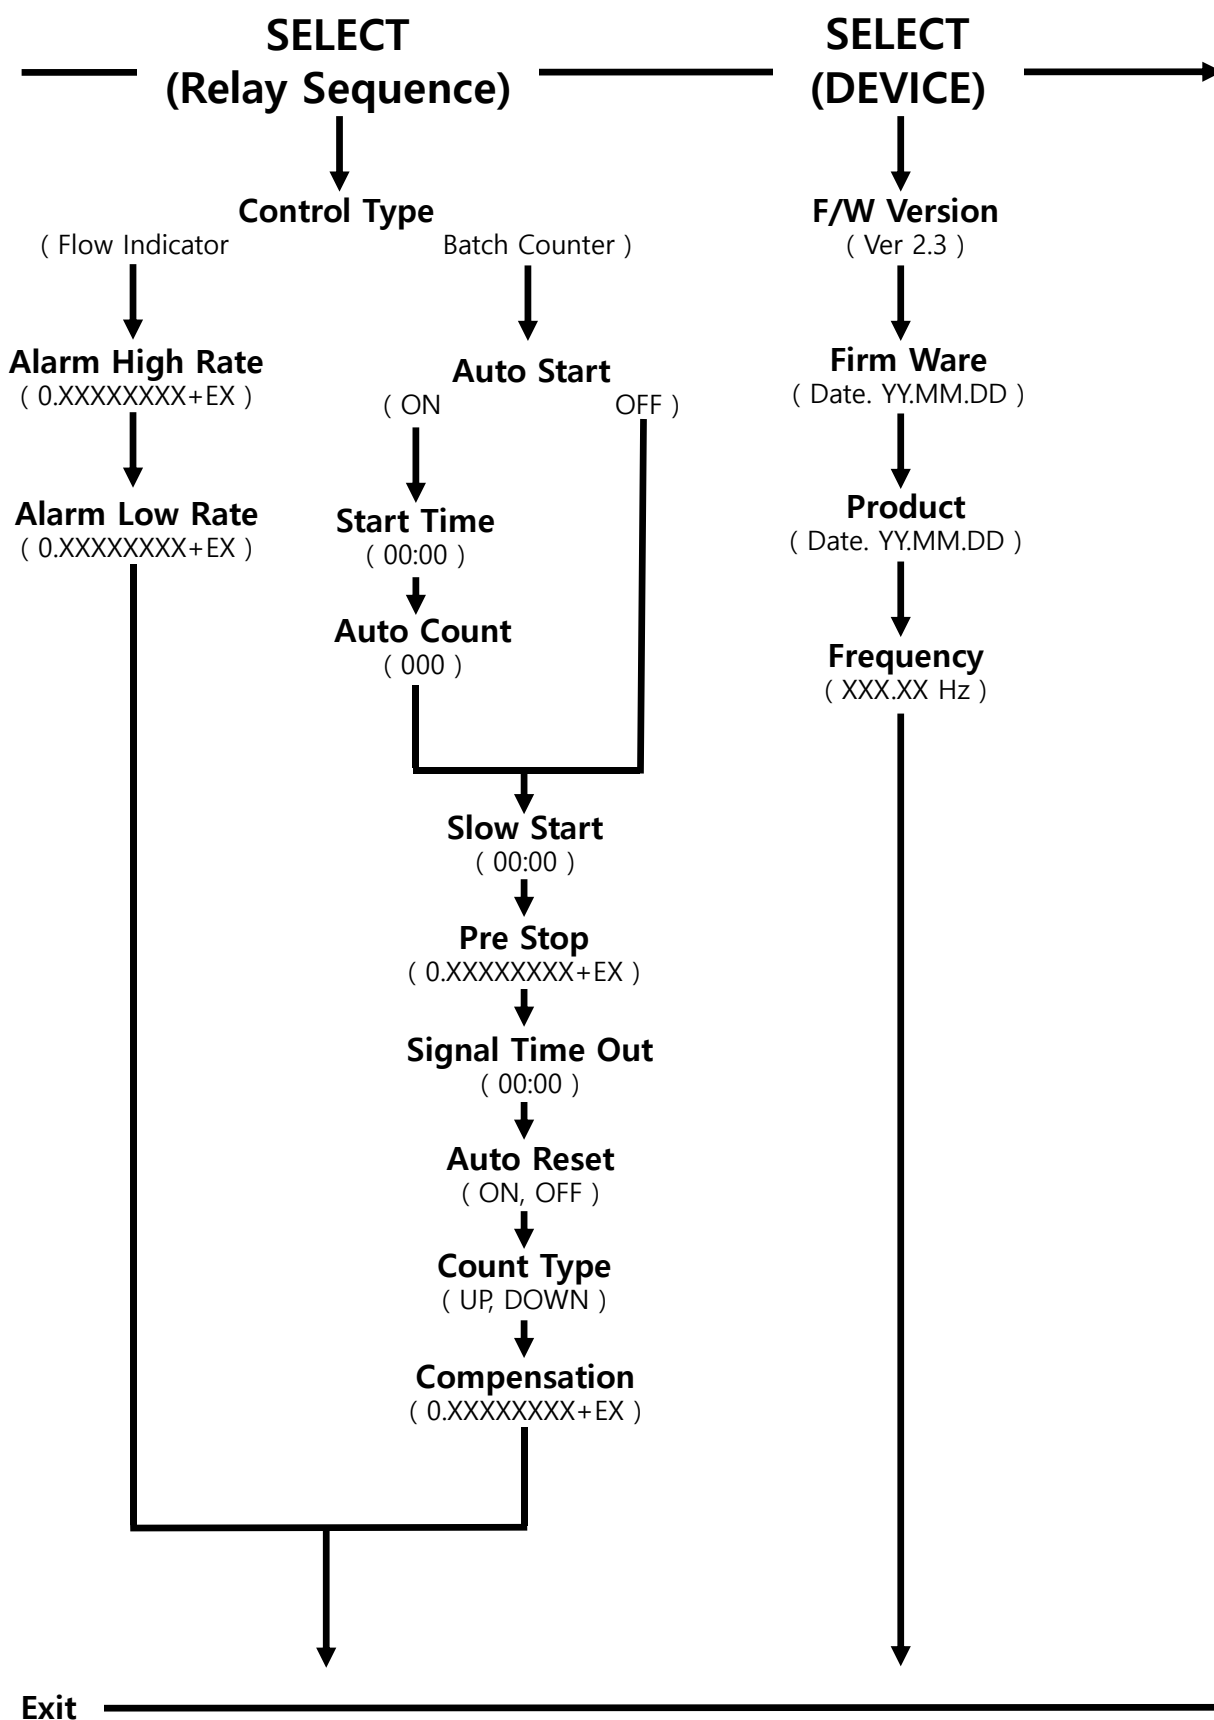 SELECT
(Relay Sequence)
SELECT
(DEVICE)
Control Type
( Flow Indicator
Batch Counter )
Alarm High Rate
( 0.XXXXXXXX+EX )
Alarm Low Rate
( 0.XXXXXXXX+EX )
Auto Start
( ON
OFF )
Start Time
( 00:00 )
Auto Count
( 000 )
Slow Start
( 00:00 )
Pre Stop
( 0.XXXXXXXX+EX )
Signal Time Out
( 00:00 )
Auto Reset
( ON, OFF )
Count Type
( UP, DOWN )
Compensation
( 0.XXXXXXXX+EX )
F/W Version
( Ver 2.3 )
Firm Ware
( Date. YY.MM.DD )
Product
( Date. YY.MM.DD )
Frequency
( XXX.XX Hz )
Exit